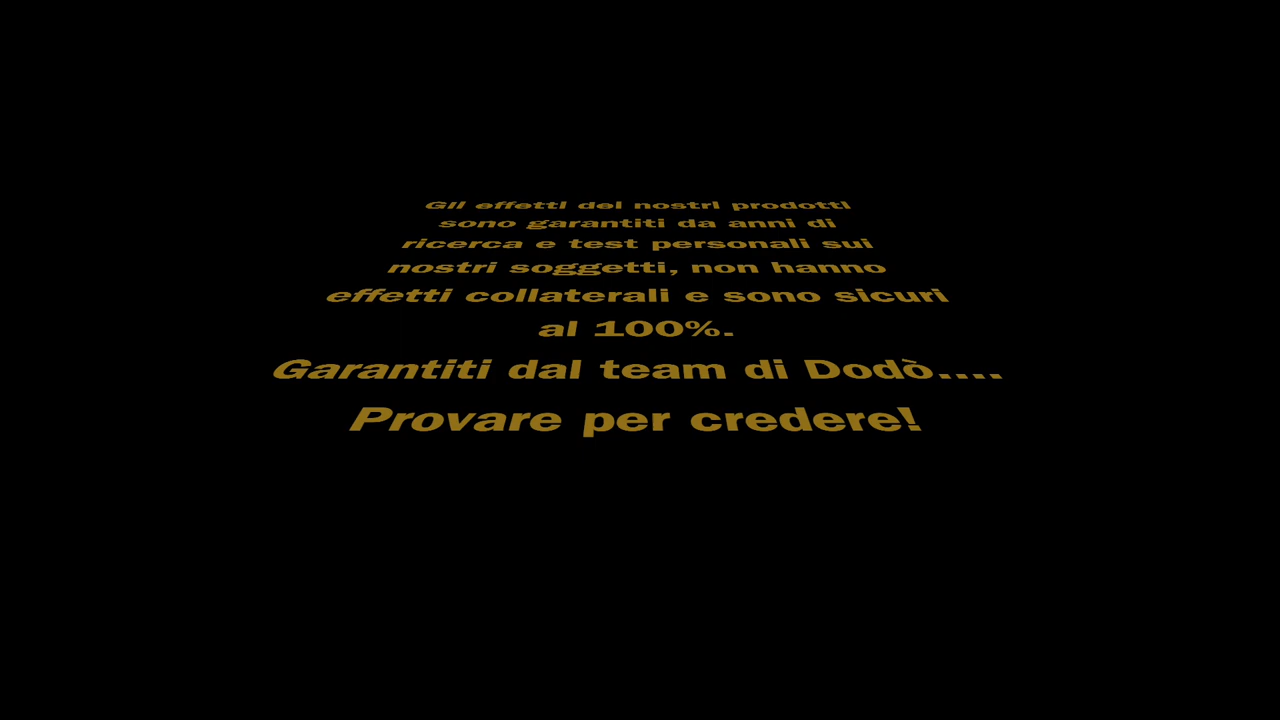 Gli effetti dei nostri prodotti
sono garantiti da anni di
ricerca e test personali sui
nostri soggetti, non hanno
effetti collaterali e sono sicuri
al 100%.
Garantiti dal team di Dodò....
Provare per credere!